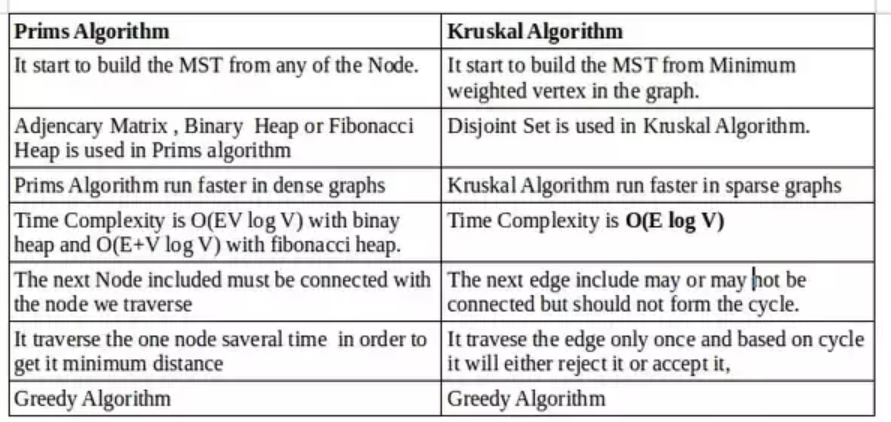 Prims Algorithm
Kruskal Algorithm
It start to build the MST from any of the Node.
It start to build the MST from Minimum
weighted vertex in the graph.
Adjencary Matrix , Binary Heap or Fibonacci
Heap is used in Prims algorithm
Disjoint Set is used in Kruskal Algorithm.
Prims Algorithm run faster in dense graphs
Kruskal Algorithm run faster in sparse graphs
Time Complexity is O(EV log V) with binay
heap and O(E+V log V) with fibonacci heap.
Time Complexity is O(E log V)
The next Node included must be connected with
the node we traverse
The next edge include may or may not be
connected but should not form the cycle.
It traverse the one node saveral time in order to
get it minimum distance
It travese the edge only once and based on cycle
it will either reject it or accept it,
Greedy Algorithm
Greedy Algorithm